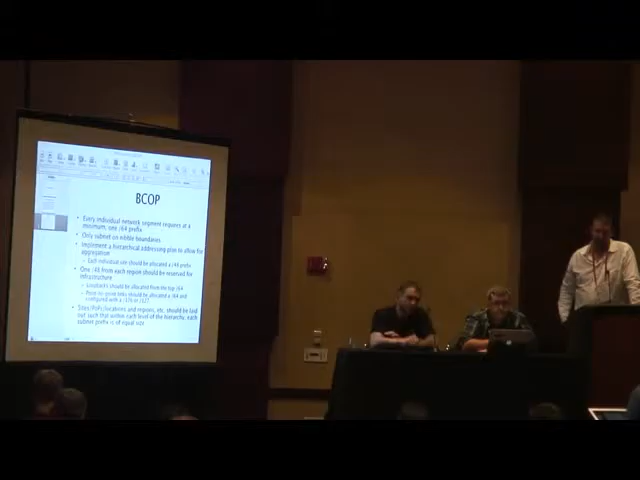 BCOP
• Every individual network segment requires at a
minimum, one /64 prefix
• Only subnet on nibble boundaries
• Implement a hierarchical addressing plan to allow for
aggregation
– Each individual site should be allocated a /48 prefix
• One /48 from each region should be reserved for
infrastructure
– Loopbacks should be allocated from the top /64
– Point-to-point links should be allocated a /64 and
configured with a /126 or /127
• Sites/PoPs/locations and regions, etc. should be laid
out such that within each level of the hierarchy, each
subnet prefix is of equal size